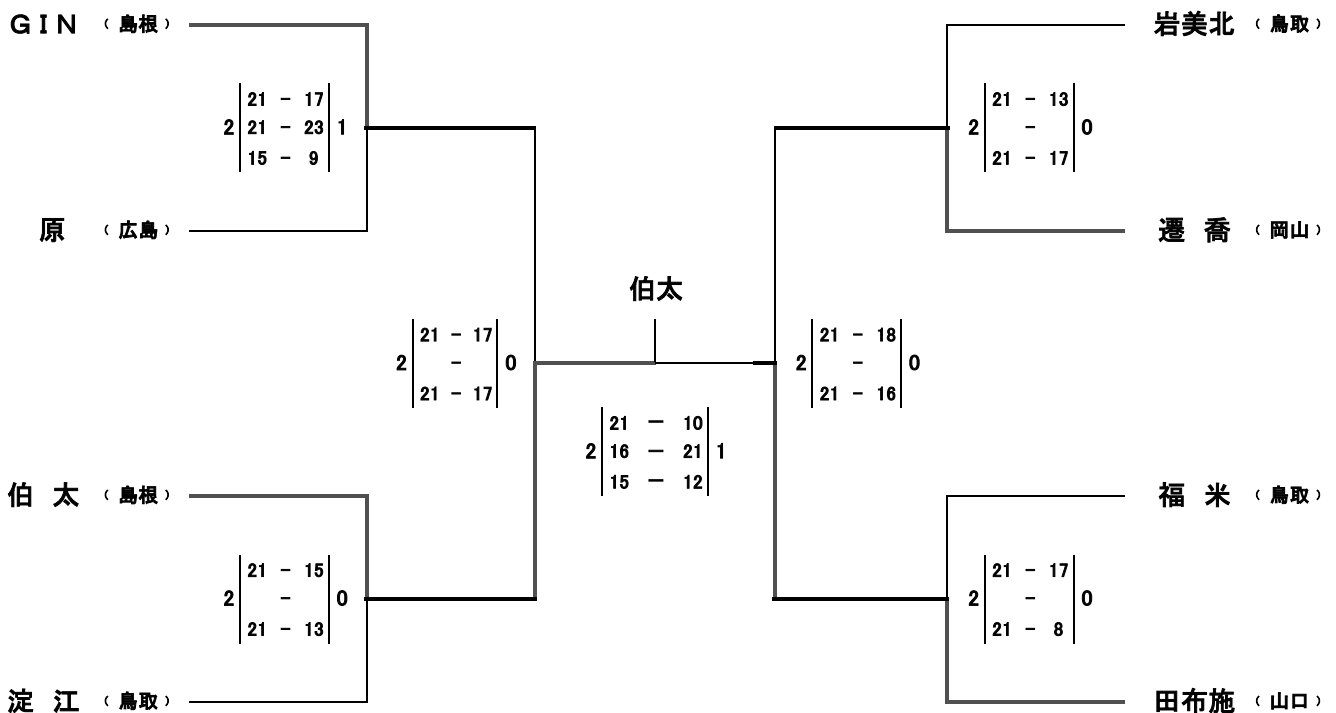 ＧＩＮ （島根）
岩美北 （鳥取）
21 － 17
2 21 － 23 1
15 － 9
21 － 13
2 － 0
21 － 17
原 （広島）
遷喬 （岡山）
伯太
21 － 17
2 － 0
21 － 17
21 － 18
2 － 0
21 － 16
21 － 10
2 16 － 21 1
15 － 12
伯太 （島根）
福米 （鳥取）
21 － 15
2 － 0
21 － 13
21 － 17
2 － 0
21 － 8
淀江 （鳥取）
田布施 （山口）